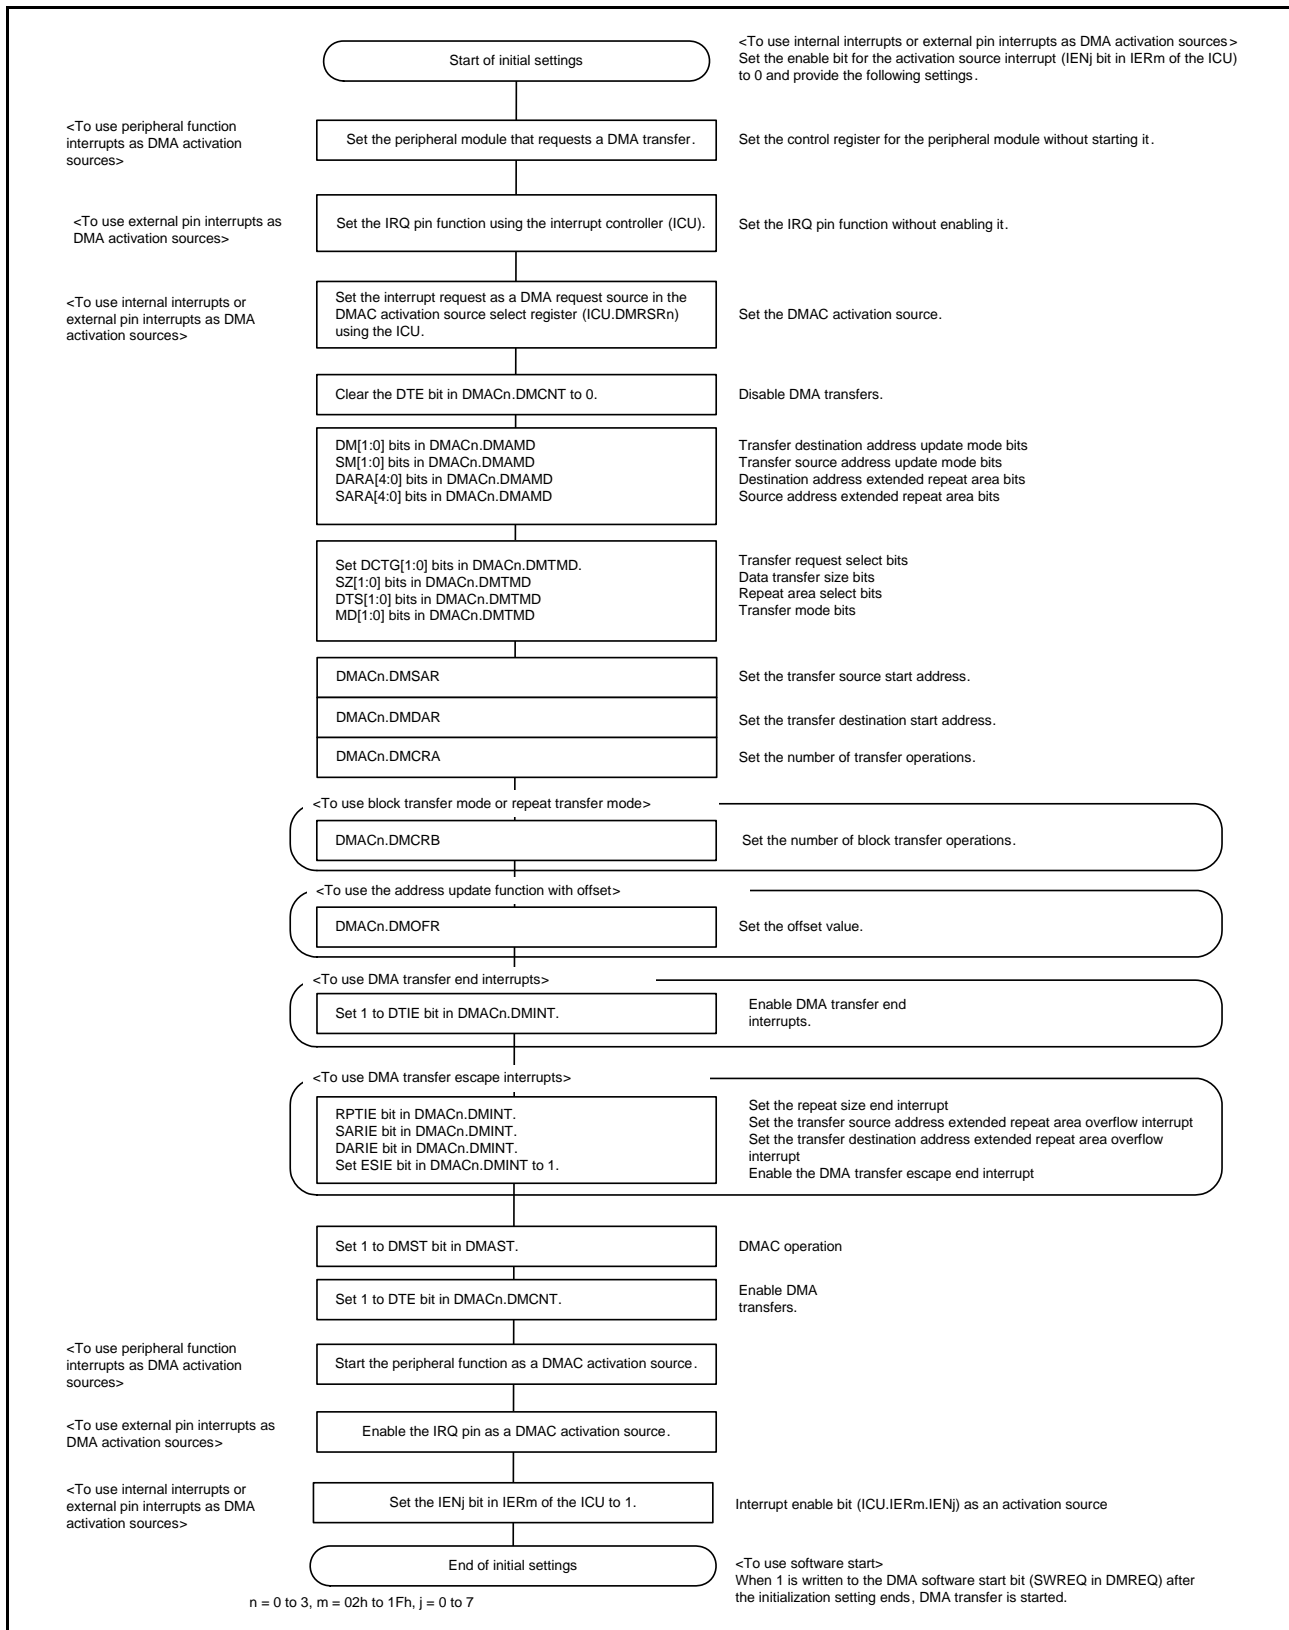 Start of initial settings
<To use internal interrupts or external pin interrupts as DMA activation sources>
Set the enable bit for the activation source interrupt (IENj bit in IERm of the ICU)
to 0 and provide the following settings.
<To use peripheral function
interrupts as DMA activation
sources>
Set the peripheral module that requests a DMA transfer.
Set the control register for the peripheral module without starting it.
<To use external pin interrupts as
DMA activation sources>
Set the IRQ pin function using the interrupt controller (ICU).
Set the IRQ pin function without enabling it.
<To use internal interrupts or
external pin interrupts as DMA
activation sources>
Set the interrupt request as a DMA request source in the
DMAC activation source select register (ICU.DMRSRn)
using the ICU.
Set the DMAC activation source.
Clear the DTE bit in DMACn.DMCNT to 0.
Disable DMA transfers.
DM[1:0] bits in DMACn.DMAMD
SM[1:0] bits in DMACn.DMAMD
DARA[4:0] bits in DMACn.DMAMD
SARA[4:0] bits in DMACn.DMAMD
Transfer destination address update mode bits
Transfer source address update mode bits
Destination address extended repeat area bits
Source address extended repeat area bits
Set DCTG[1:0] bits in DMACn.DMTMD.
SZ[1:0] bits in DMACn.DMTMD
DTS[1:0] bits in DMACn.DMTMD
MD[1:0] bits in DMACn.DMTMD
Transfer request select bits
Data transfer size bits
Repeat area select bits
Transfer mode bits
DMACn.DMSAR
Set the transfer source start address.
DMACn.DMDAR
Set the transfer destination start address.
DMACn.DMCRA
Set the number of transfer operations.
<To use block transfer mode or repeat transfer mode>
DMACn.DMCRB
Set the number of block transfer operations.
<To use the address update function with offset>
DMACn.DMOFR
Set the offset value.
<To use DMA transfer end interrupts>
Set 1 to DTIE bit in DMACn.DMINT.
Enable DMA transfer end
interrupts.
<To use DMA transfer escape interrupts>
RPTIE bit in DMACn.DMINT.
SARIE bit in DMACn.DMINT.
DARIE bit in DMACn.DMINT.
Set ESIE bit in DMACn.DMINT to 1.
Set the repeat size end interrupt
Set the transfer source address extended repeat area overflow interrupt
Set the transfer destination address extended repeat area overflow
interrupt
Enable the DMA transfer escape end interrupt
Set 1 to DMST bit in DMAST.
DMAC operation
Set 1 to DTE bit in DMACn.DMCNT.
Enable DMA
transfers.
<To use peripheral function
interrupts as DMA activation
sources>
Start the peripheral function as a DMAC activation source.
<To use external pin interrupts as
DMA activation sources>
Enable the IRQ pin as a DMAC activation source.
<To use internal interrupts or
external pin interrupts as DMA
activation sources>
Set the IENj bit in IERm of the ICU to 1.
Interrupt enable bit (ICU.IERm.IENj) as an activation source
End of initial settings
<To use software start>
When 1 is written to the DMA software start bit (SWREQ in DMREQ) after
the initialization setting ends, DMA transfer is started.
n = 0 to 3, m = 02h to 1Fh, j = 0 to 7